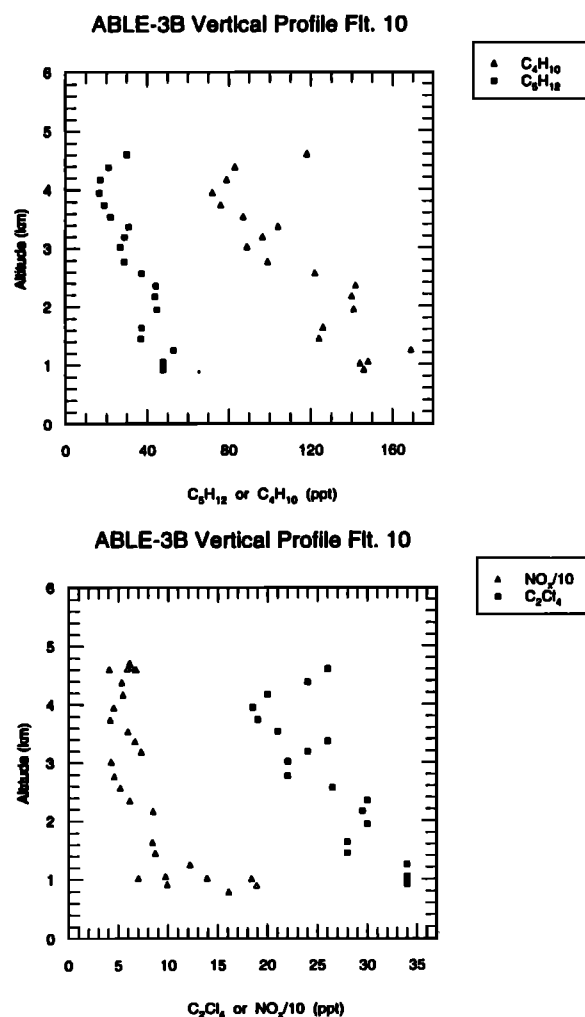 ABLE-3B Vertical Profile Flt. 10
C₄H₁₀
C₅H₁₂
6
5
4
3
2
1
0
Altitude (km)
0 40 80 120 160
C₅H₁₂ or C₄H₁₀ (ppt)
ABLE-3B Vertical Profile Flt. 10
NOₓ/10
C₂Cl₄
6
5
4
3
2
1
0
Altitude (km)
0 5 10 15 20 25 30 35
C₂Cl₄ or NOₓ/10 (ppt)